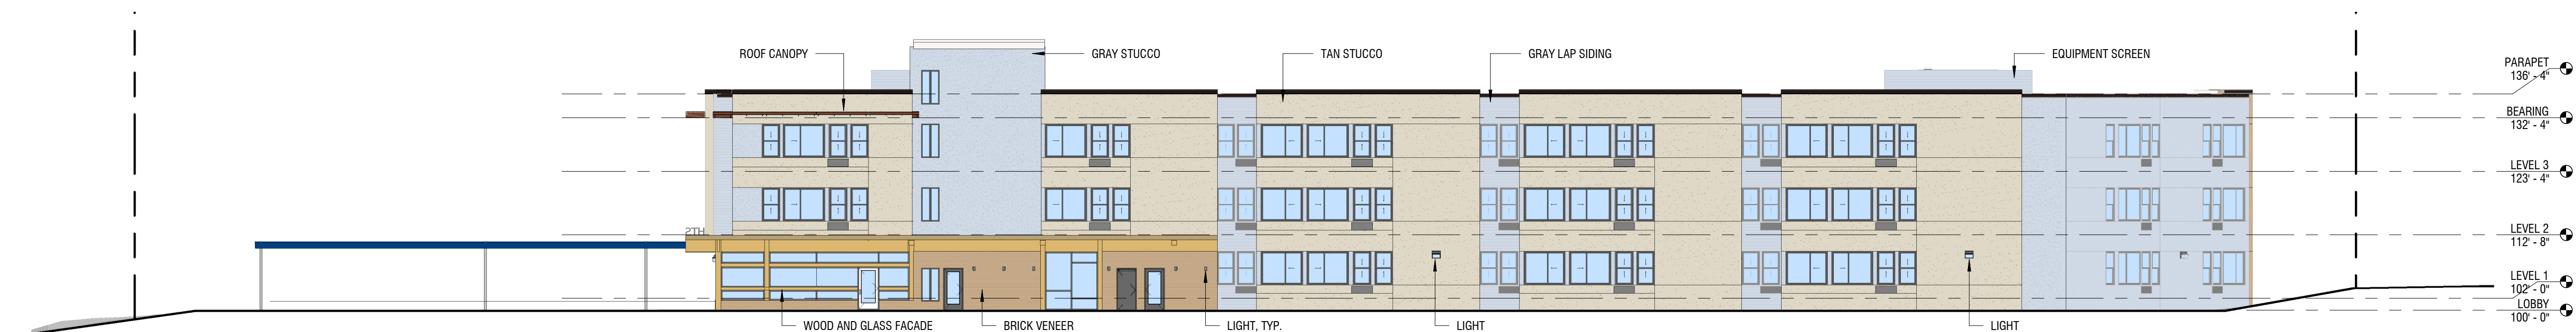 ROOF CANOPY
GRAY STUCCO
TAN STUCCO
GRAY LAP SIDING
EQUIPMENT SCREEN
PARAPET
136' - 4"
BEARING
132' - 4"
LEVEL 3
123' - 4"
2TH
LEVEL 2
112' - 8"
LEVEL 1
102' - 0"
LOBBY
100' - 0"
WOOD AND GLASS FACADE
BRICK VENEER
LIGHT, TYP.
LIGHT
LIGHT